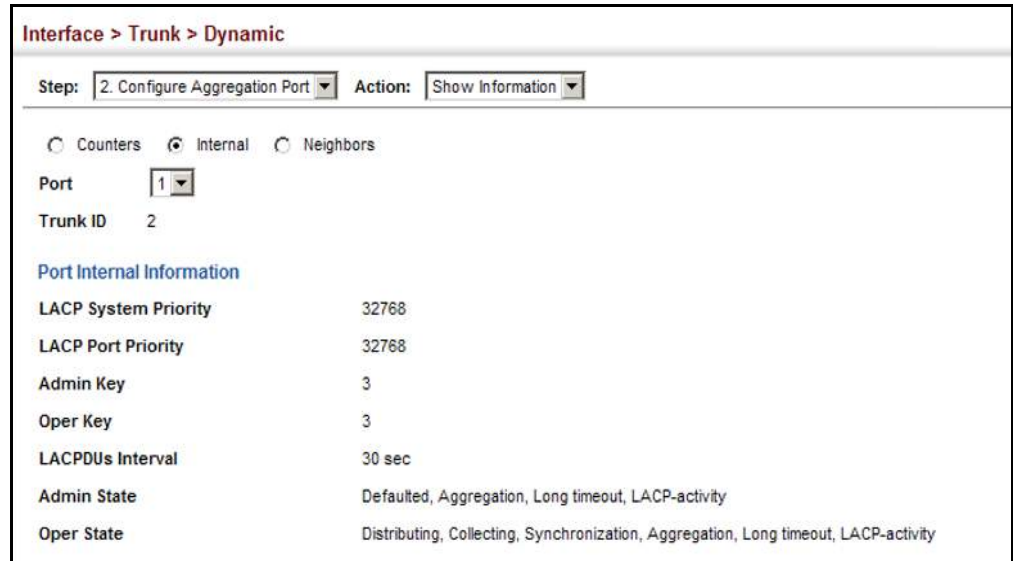 Interface > Trunk > Dynamic
Step: 2. Configure Aggregation Port Action: Show Information
Counters Internal Neighbors
Port 1
Trunk ID 2
Port Internal Information
LACP System Priority 32768
LACP Port Priority 32768
Admin Key 3
Oper Key 3
LACPDUs Interval 30 sec
Admin State Defaulted, Aggregation, Long timeout, LACP-activity
Oper State Distributing, Collecting, Synchronization, Aggregation, Long timeout, LACP-activity